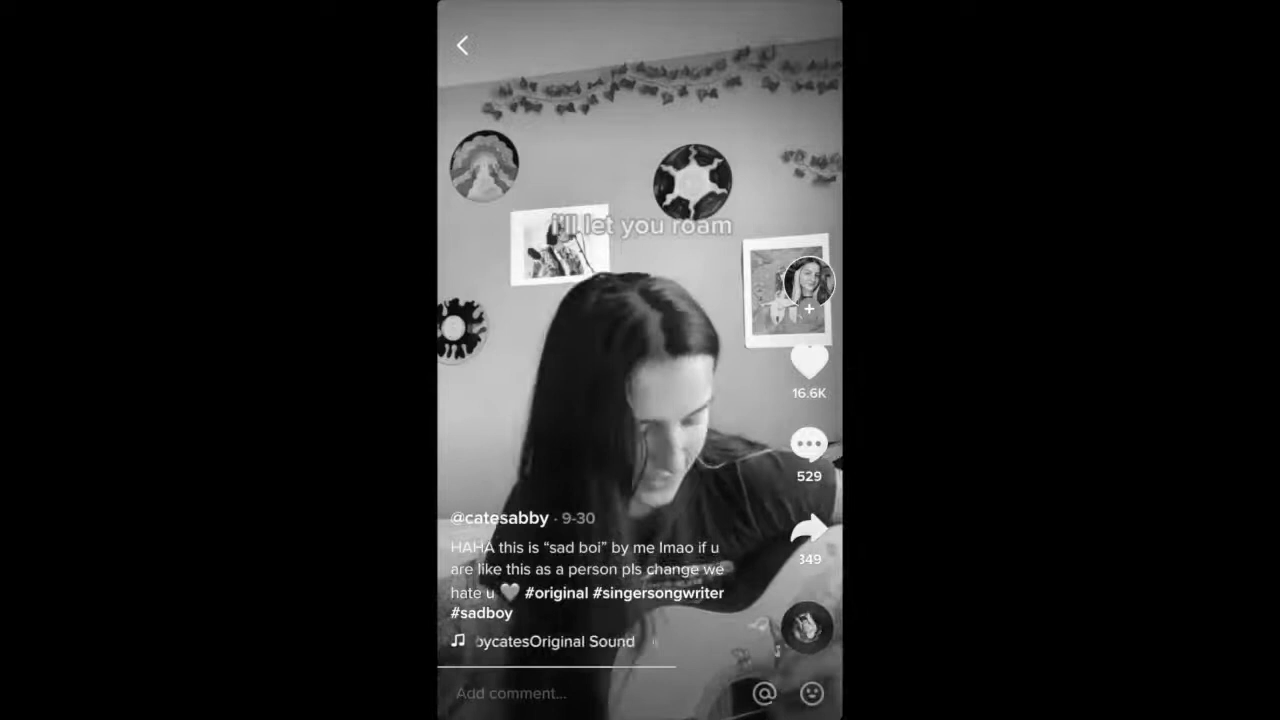 i'll let you roam
16.6K
529
349
@catesabby · 9-30
HAHA this is “sad boi” by me lmao if u
are like this as a person pls change we
hate u 🤍 #original #singersongwriter
#sadboy
bycatesOriginal Sound
Add comment...